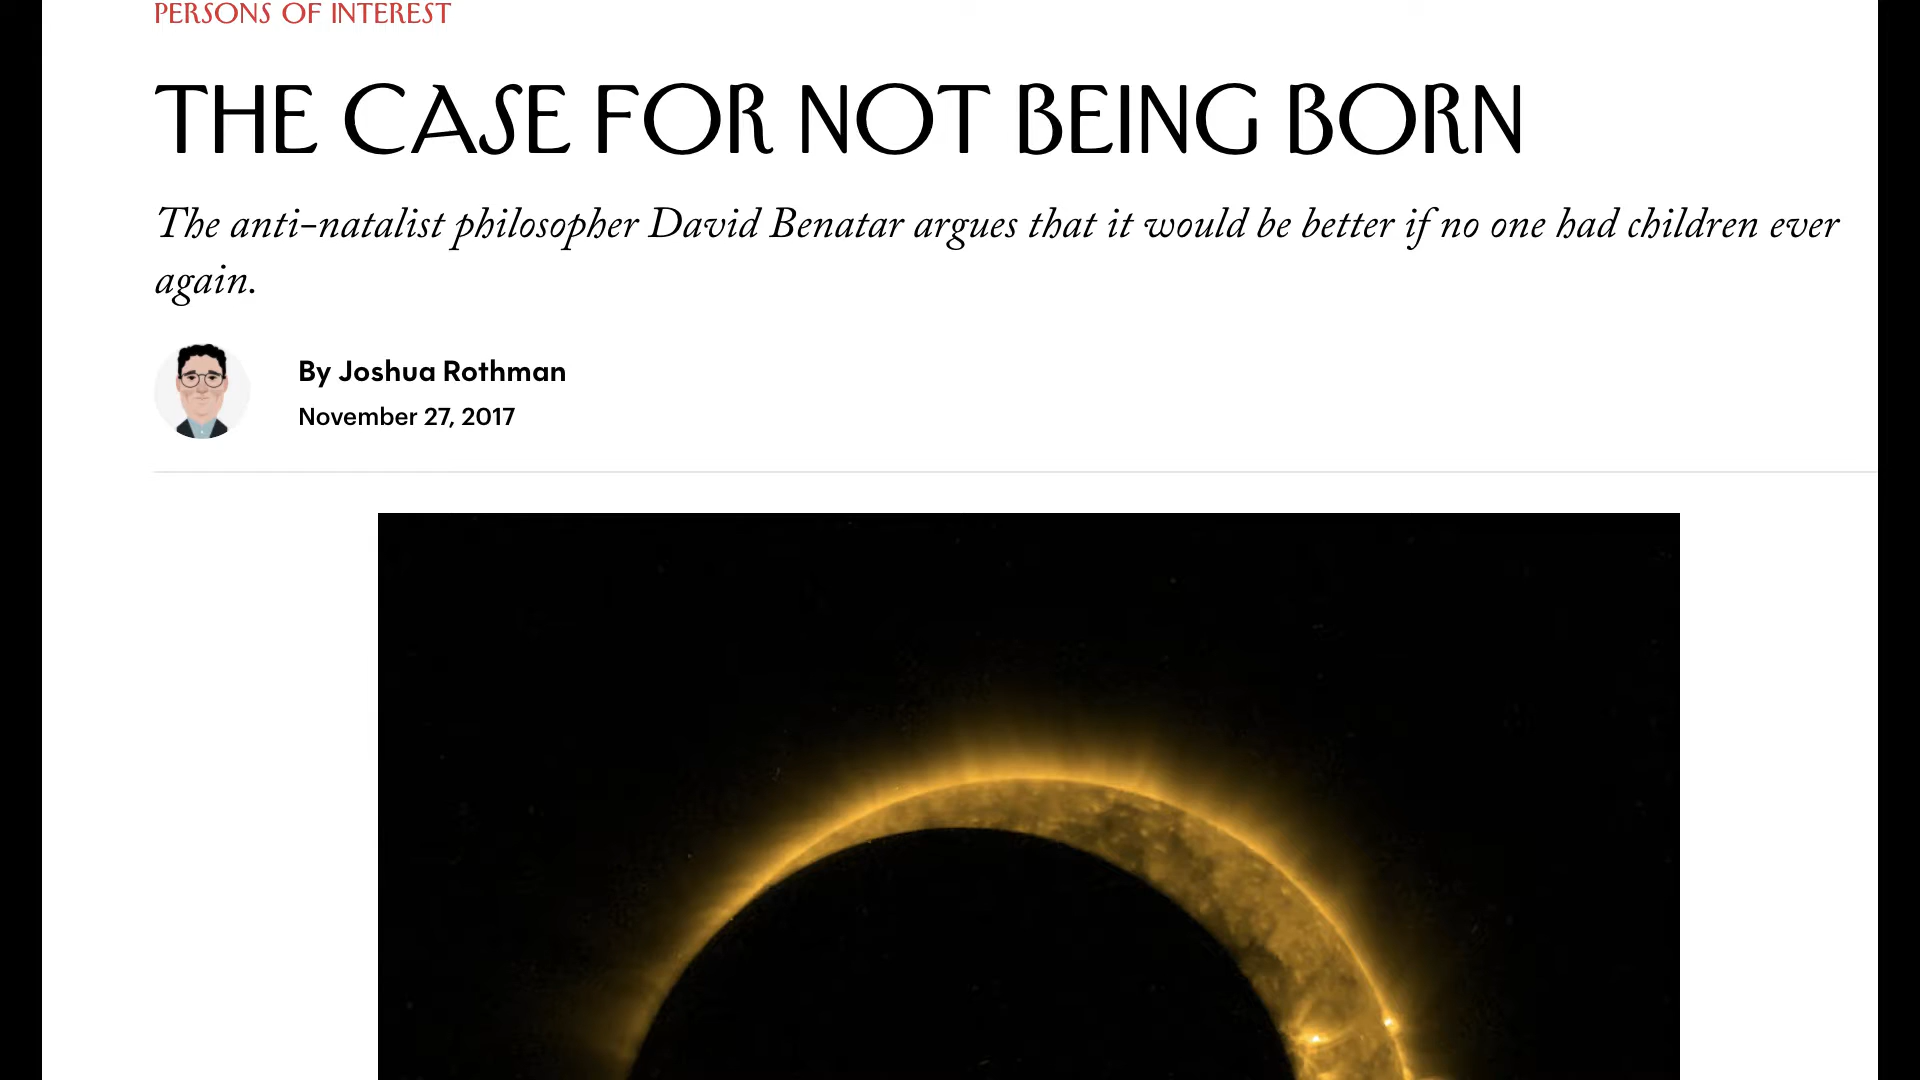 PERSONS OF INTEREST
THE CASE FOR NOT BEING BORN
The anti-natalist philosopher David Benatar argues that it would be better if no one had children ever
again.
By Joshua Rothman
November 27, 2017